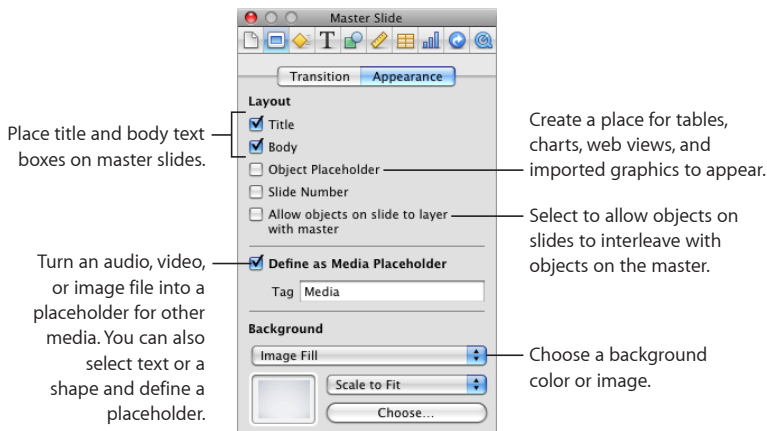 Master Slide
Transition
Appearance
Layout
Title
Body
Object Placeholder
Slide Number
Allow objects on slide to layer
with master
Define as Media Placeholder
Tag
Media
Background
Image Fill
Scale to Fit
Choose...
Place title and body text
boxes on master slides.
Turn an audio, video,
or image file into a
placeholder for other
media. You can also
select text or a
shape and define a
placeholder.
Create a place for tables,
charts, web views, and
imported graphics to appear.
Select to allow objects on
slides to interleave with
objects on the master.
Choose a background
color or image.